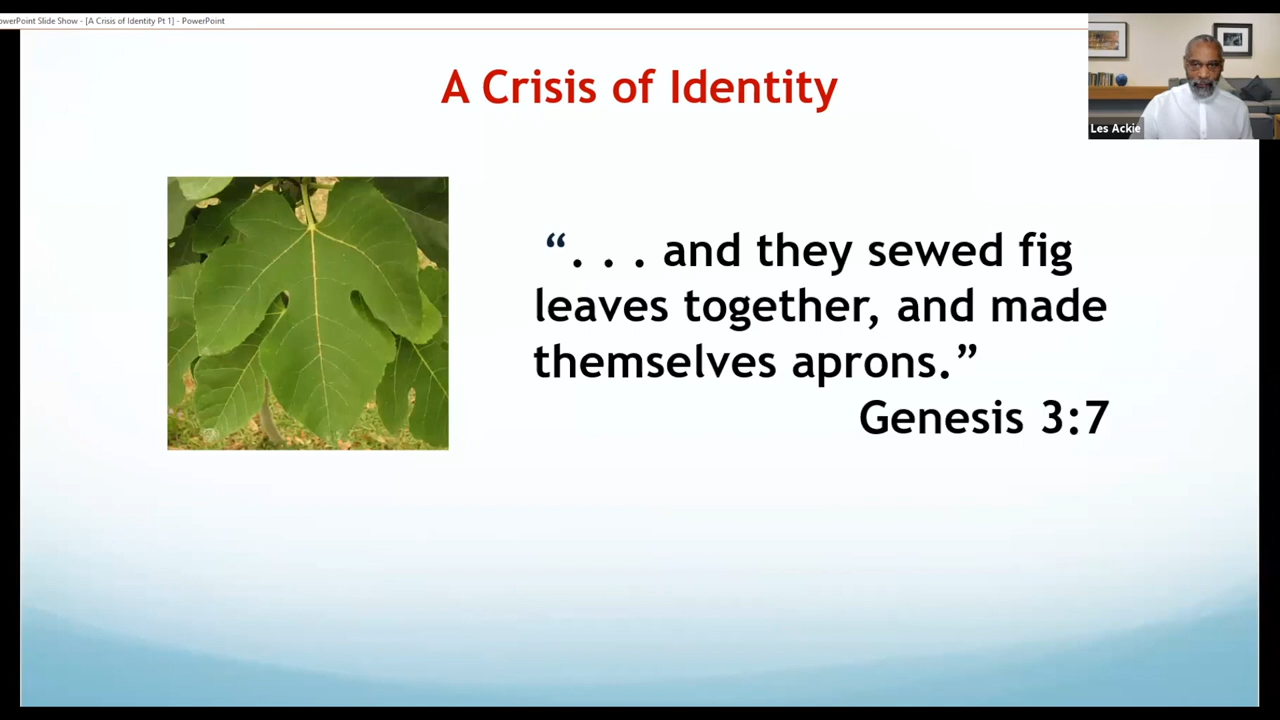 owerPoint Slide Show - [A Crisis of Identity Pt 1] - PowerPoint
A Crisis of Identity
Les Ackie
“. . . and they sewed fig
leaves together, and made
themselves aprons.”
Genesis 3:7